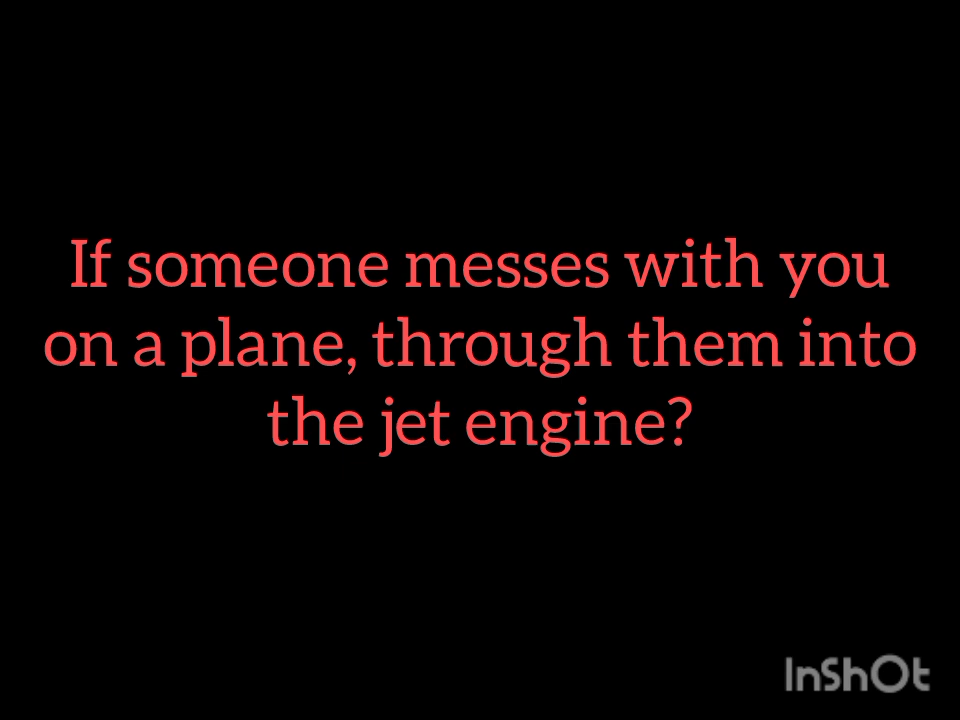 If someone messes with you
on a plane, through them into
the jet engine?
InShOt